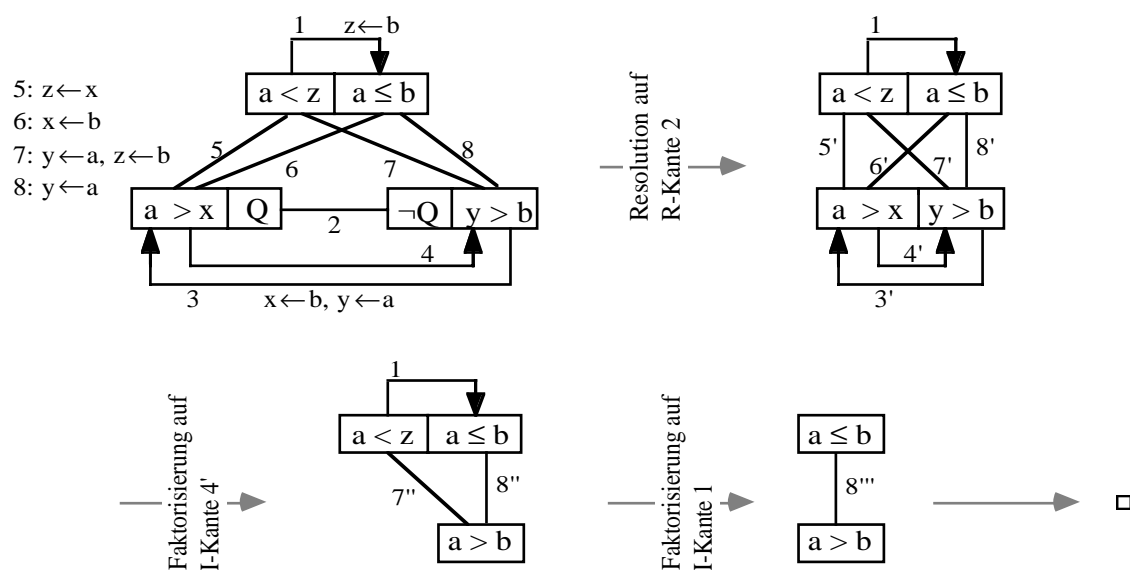 1 z←b
a < z a ≤ b
5: z←x
6: x←b
7: y←a, z←b
8: y←a
5 6 7 8
a > x Q 2 ¬Q y > b
4
3 x←b, y←a
Resolution auf
R-Kante 2
1
a < z a ≤ b
5' 6' 7' 8'
a > x y > b
4'
3'
Faktorisierung auf
I-Kante 4'
1
a < z a ≤ b
7'' 8''
a > b
Faktorisierung auf
I-Kante 1
a ≤ b
8'''
a > b